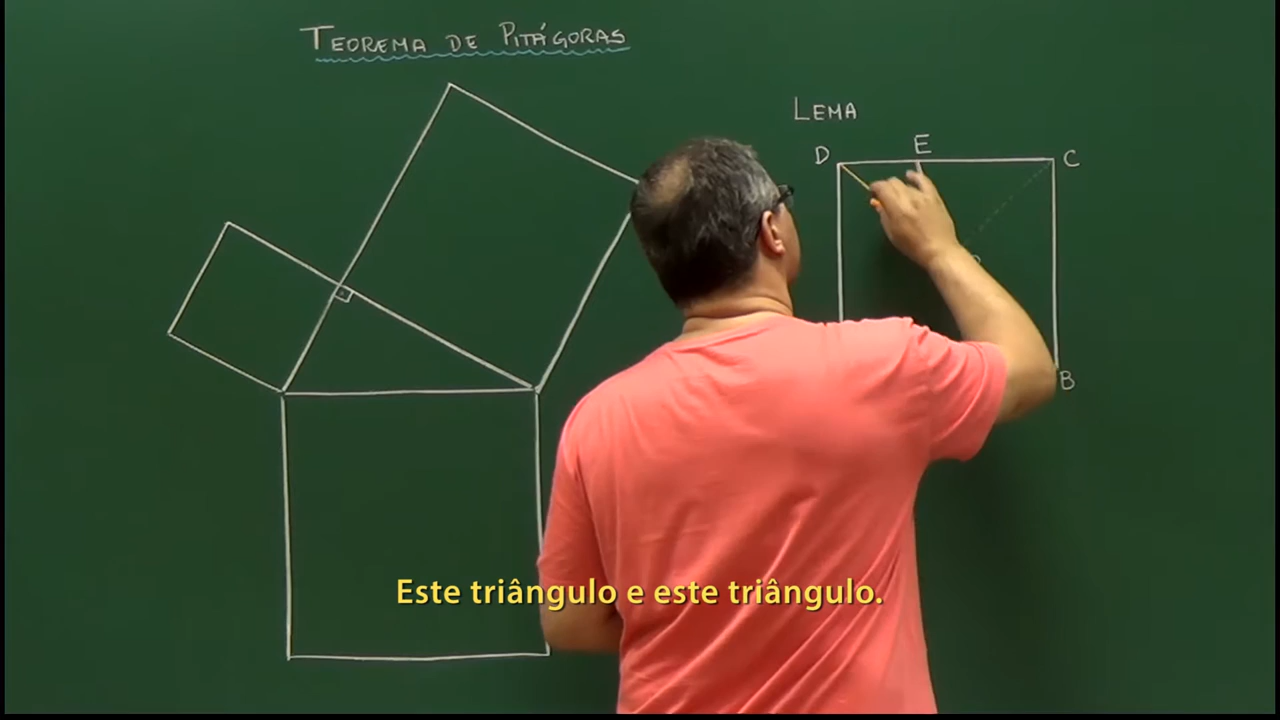 TEOREMA DE PITÁGORAS
LEMA
D E C
B
Este triângulo e este triângulo.